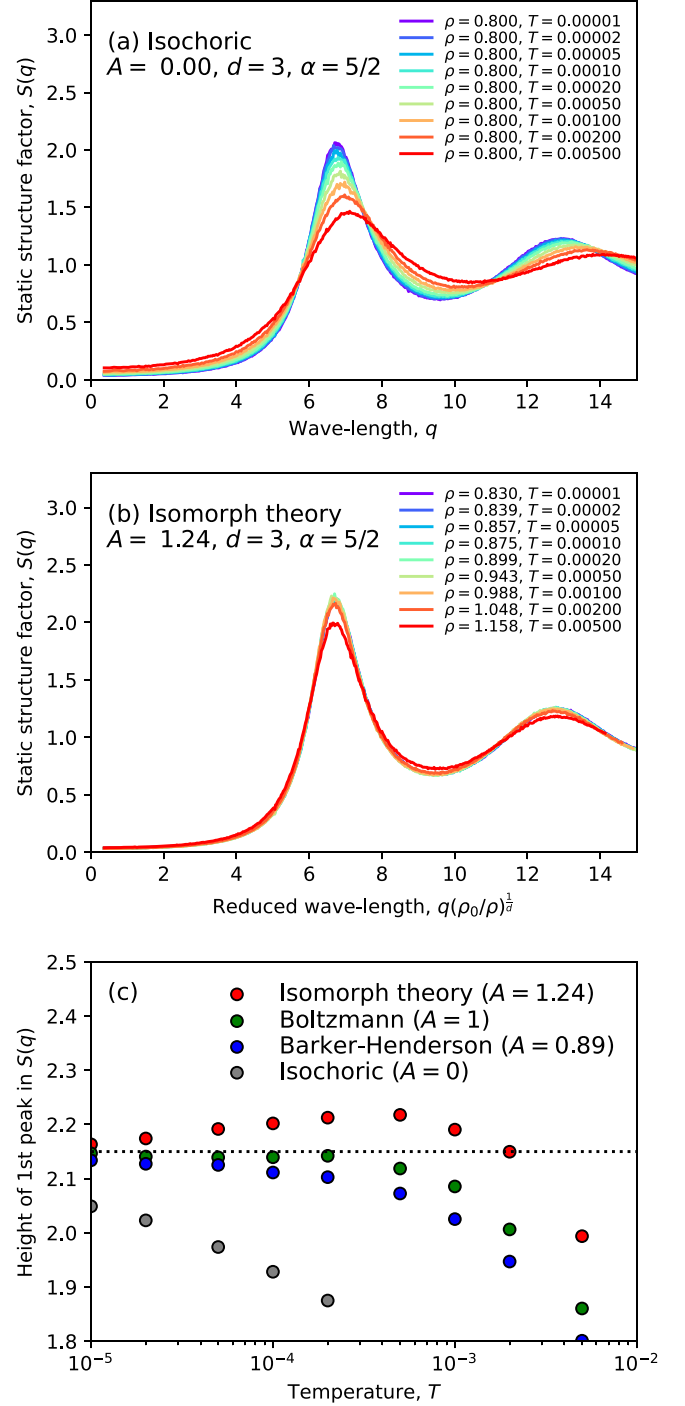 (a) Isochoric
A = 0.00, d = 3, α = 5/2
ρ = 0.800, T = 0.00001
ρ = 0.800, T = 0.00002
ρ = 0.800, T = 0.00005
ρ = 0.800, T = 0.00010
ρ = 0.800, T = 0.00020
ρ = 0.800, T = 0.00050
ρ = 0.800, T = 0.00100
ρ = 0.800, T = 0.00200
ρ = 0.800, T = 0.00500
Static structure factor, S(q)
3.0
2.5
2.0
1.5
1.0
0.5
0.0
0 2 4 6 8 10 12 14
Wave-length, q
(b) Isomorph theory
A = 1.24, d = 3, α = 5/2
ρ = 0.830, T = 0.00001
ρ = 0.839, T = 0.00002
ρ = 0.857, T = 0.00005
ρ = 0.875, T = 0.00010
ρ = 0.899, T = 0.00020
ρ = 0.943, T = 0.00050
ρ = 0.988, T = 0.00100
ρ = 1.048, T = 0.00200
ρ = 1.158, T = 0.00500
Static structure factor, S(q)
3.0
2.5
2.0
1.5
1.0
0.5
0.0
0 2 4 6 8 10 12 14
Reduced wave-length, q(ρ₀/ρ)^{1/d}
(c)
Isomorph theory (A = 1.24)
Boltzmann (A = 1)
Barker-Henderson (A = 0.89)
Isochoric (A = 0)
Height of 1st peak in S(q)
2.5
2.4
2.3
2.2
2.1
2.0
1.9
1.8
10⁻⁵ 10⁻⁴ 10⁻³ 10⁻²
Temperature, T